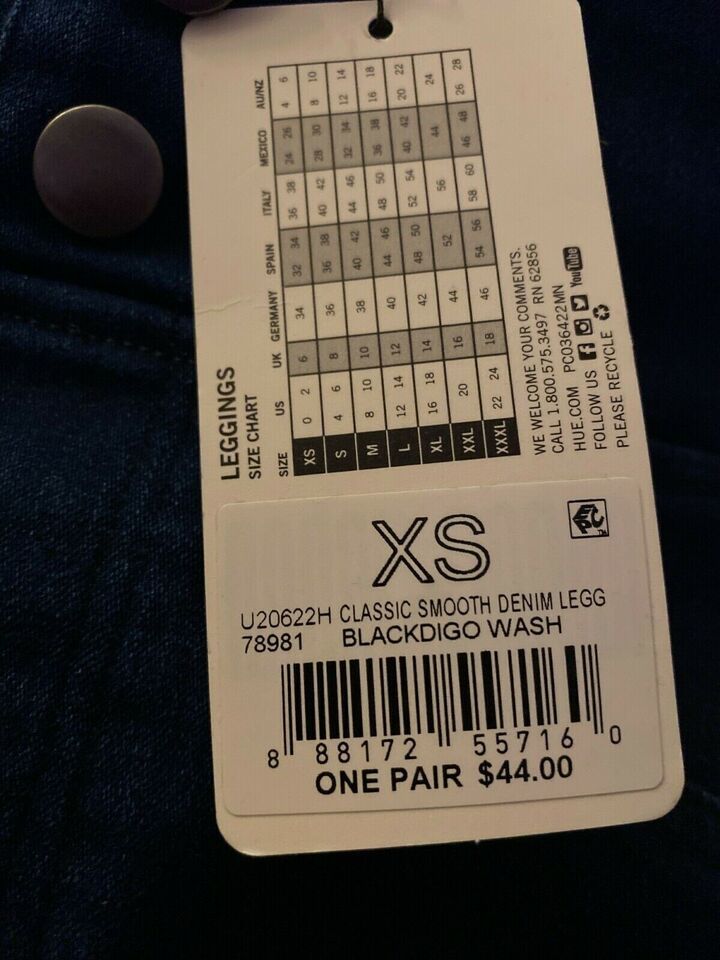 LEGGINGS
SIZE CHART
SIZE US UK GERMANY SPAIN ITALY MEXICO AU/NZ
XS 0 2 6 34 32 34 36 38 24 26 4 6
S 4 6 8 36 36 38 40 42 28 30 8 10
M 8 10 10 38 40 42 44 46 32 34 12 14
L 12 14 12 40 44 46 48 50 36 38 16 18
XL 16 18 14 42 48 50 52 54 40 42 20 22
XXL 20 16 44 52 56 44 24
XXXL 22 24 18 46 54 56 58 60 46 48 26 28
WE WELCOME YOUR COMMENTS.
CALL 1.800.575.3497 RN 62856
HUE.COM PC036422MN
FOLLOW US YouTube
PLEASE RECYCLE
XS
U20622H CLASSIC SMOOTH DENIM LEGG
78981 BLACKDIGO WASH
8 88172 55716 0
ONE PAIR $44.00